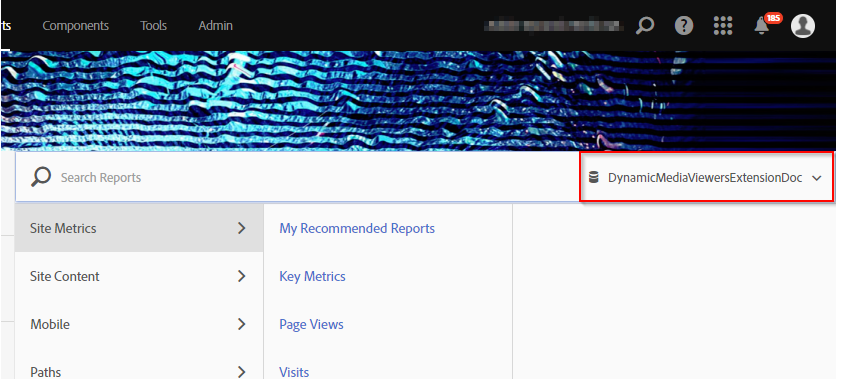 ts Components Tools Admin 185
Search Reports DynamicMediaViewersExtensionDoc
Site Metrics My Recommended Reports
Site Content Key Metrics
Mobile Page Views
Paths Visits